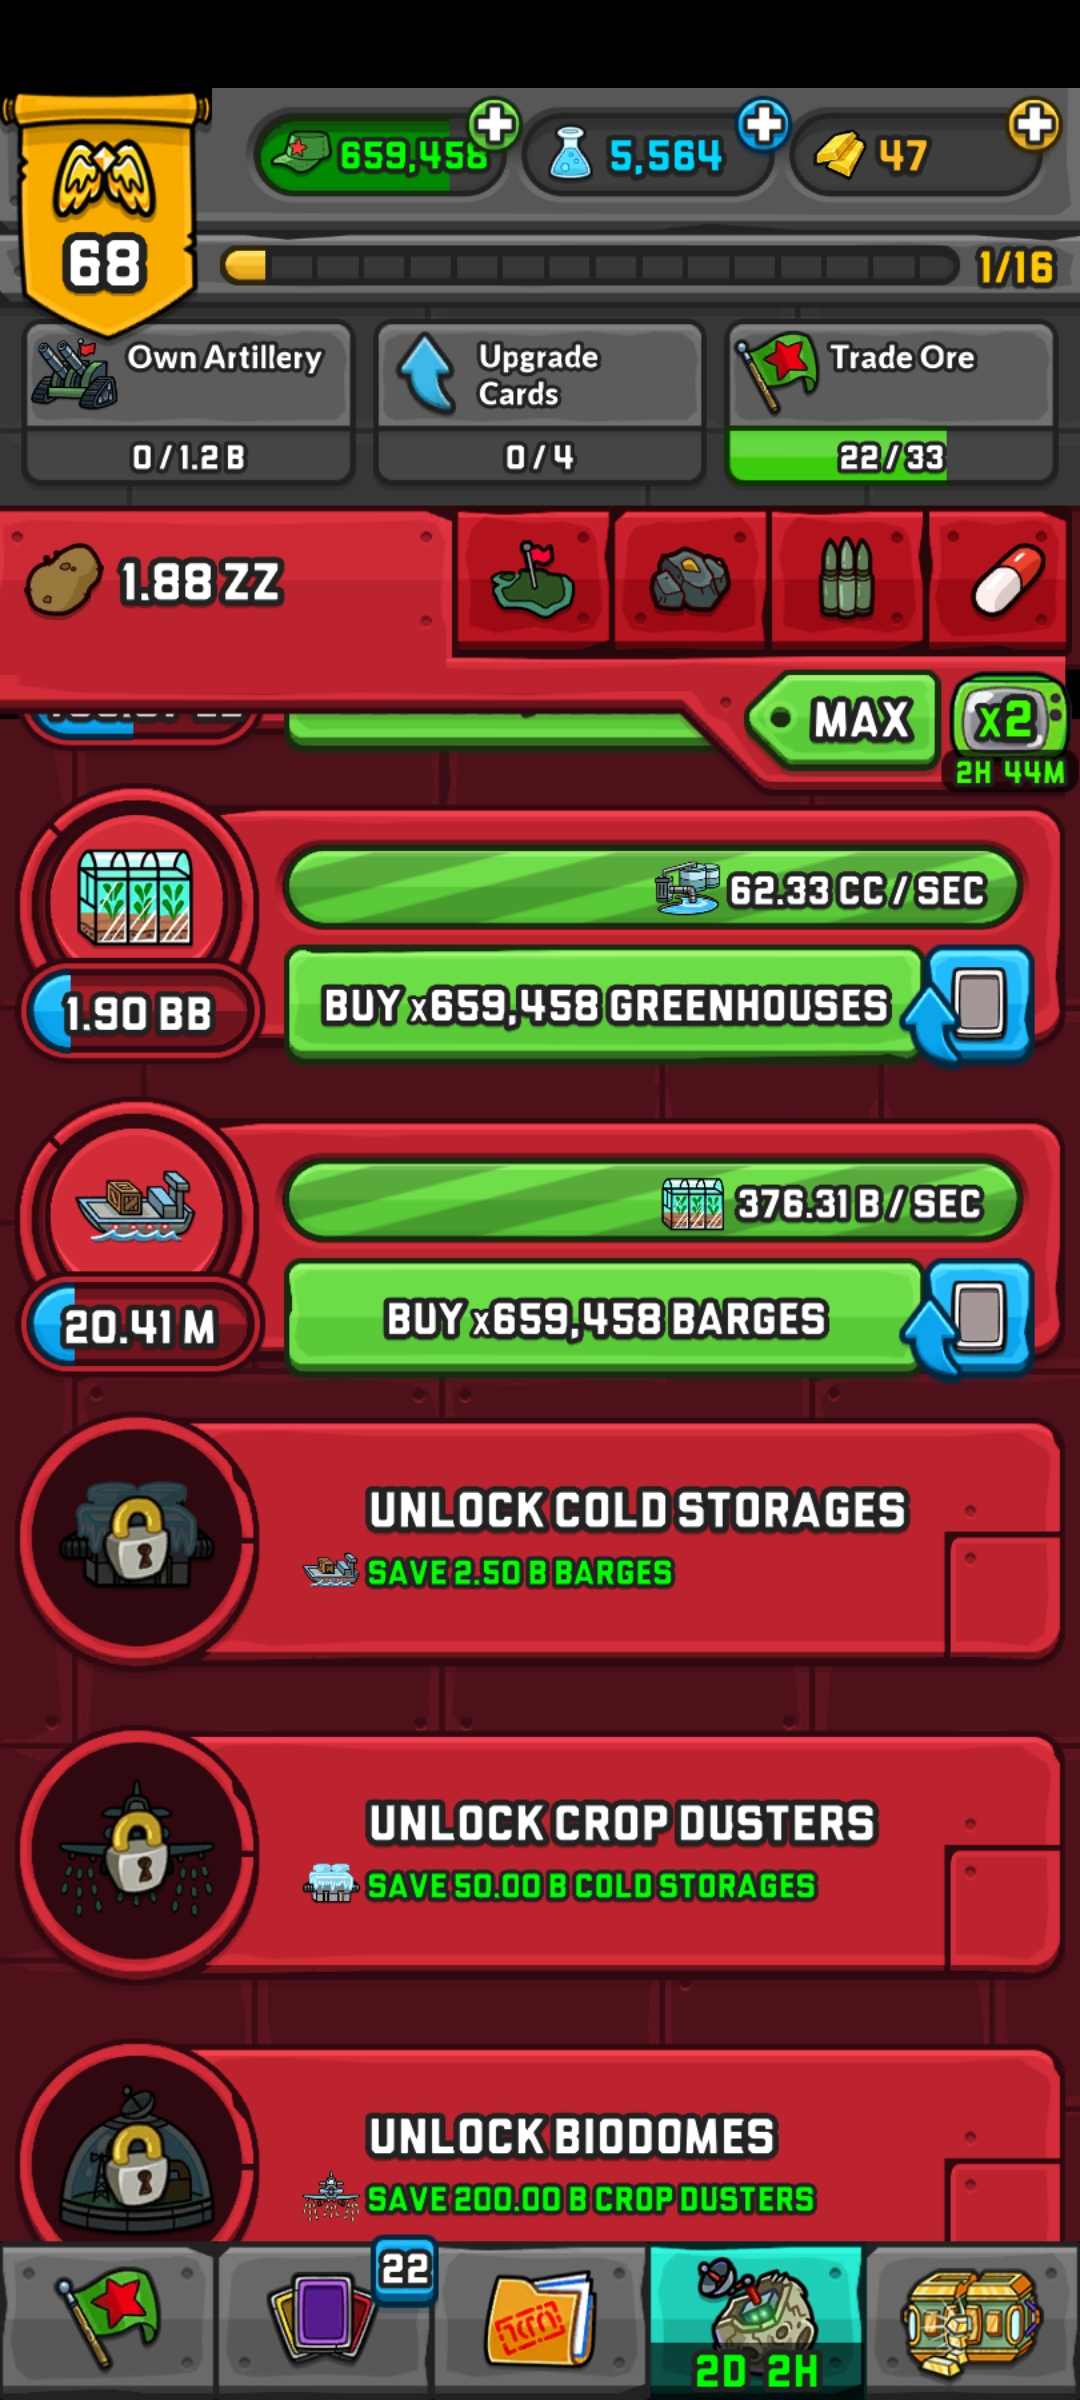 659,458
5,564
47
68
1/16
Own Artillery
0/1.2 B
Upgrade
Cards
0/4
Trade Ore
22/33
1.88 ZZ
MAX
x2
2H 44M
62.33 CC/SEC
1.90 BB
BUY x659,458 GREENHOUSES
376.31 B/SEC
20.41 M
BUY x659,458 BARGES
UNLOCK COLD STORAGES
SAVE 2.50 B BARGES
UNLOCK CROP DUSTERS
SAVE 50.00 B COLD STORAGES
UNLOCK BIODOMES
SAVE 200.00 B CROP DUSTERS
22
2D 2H